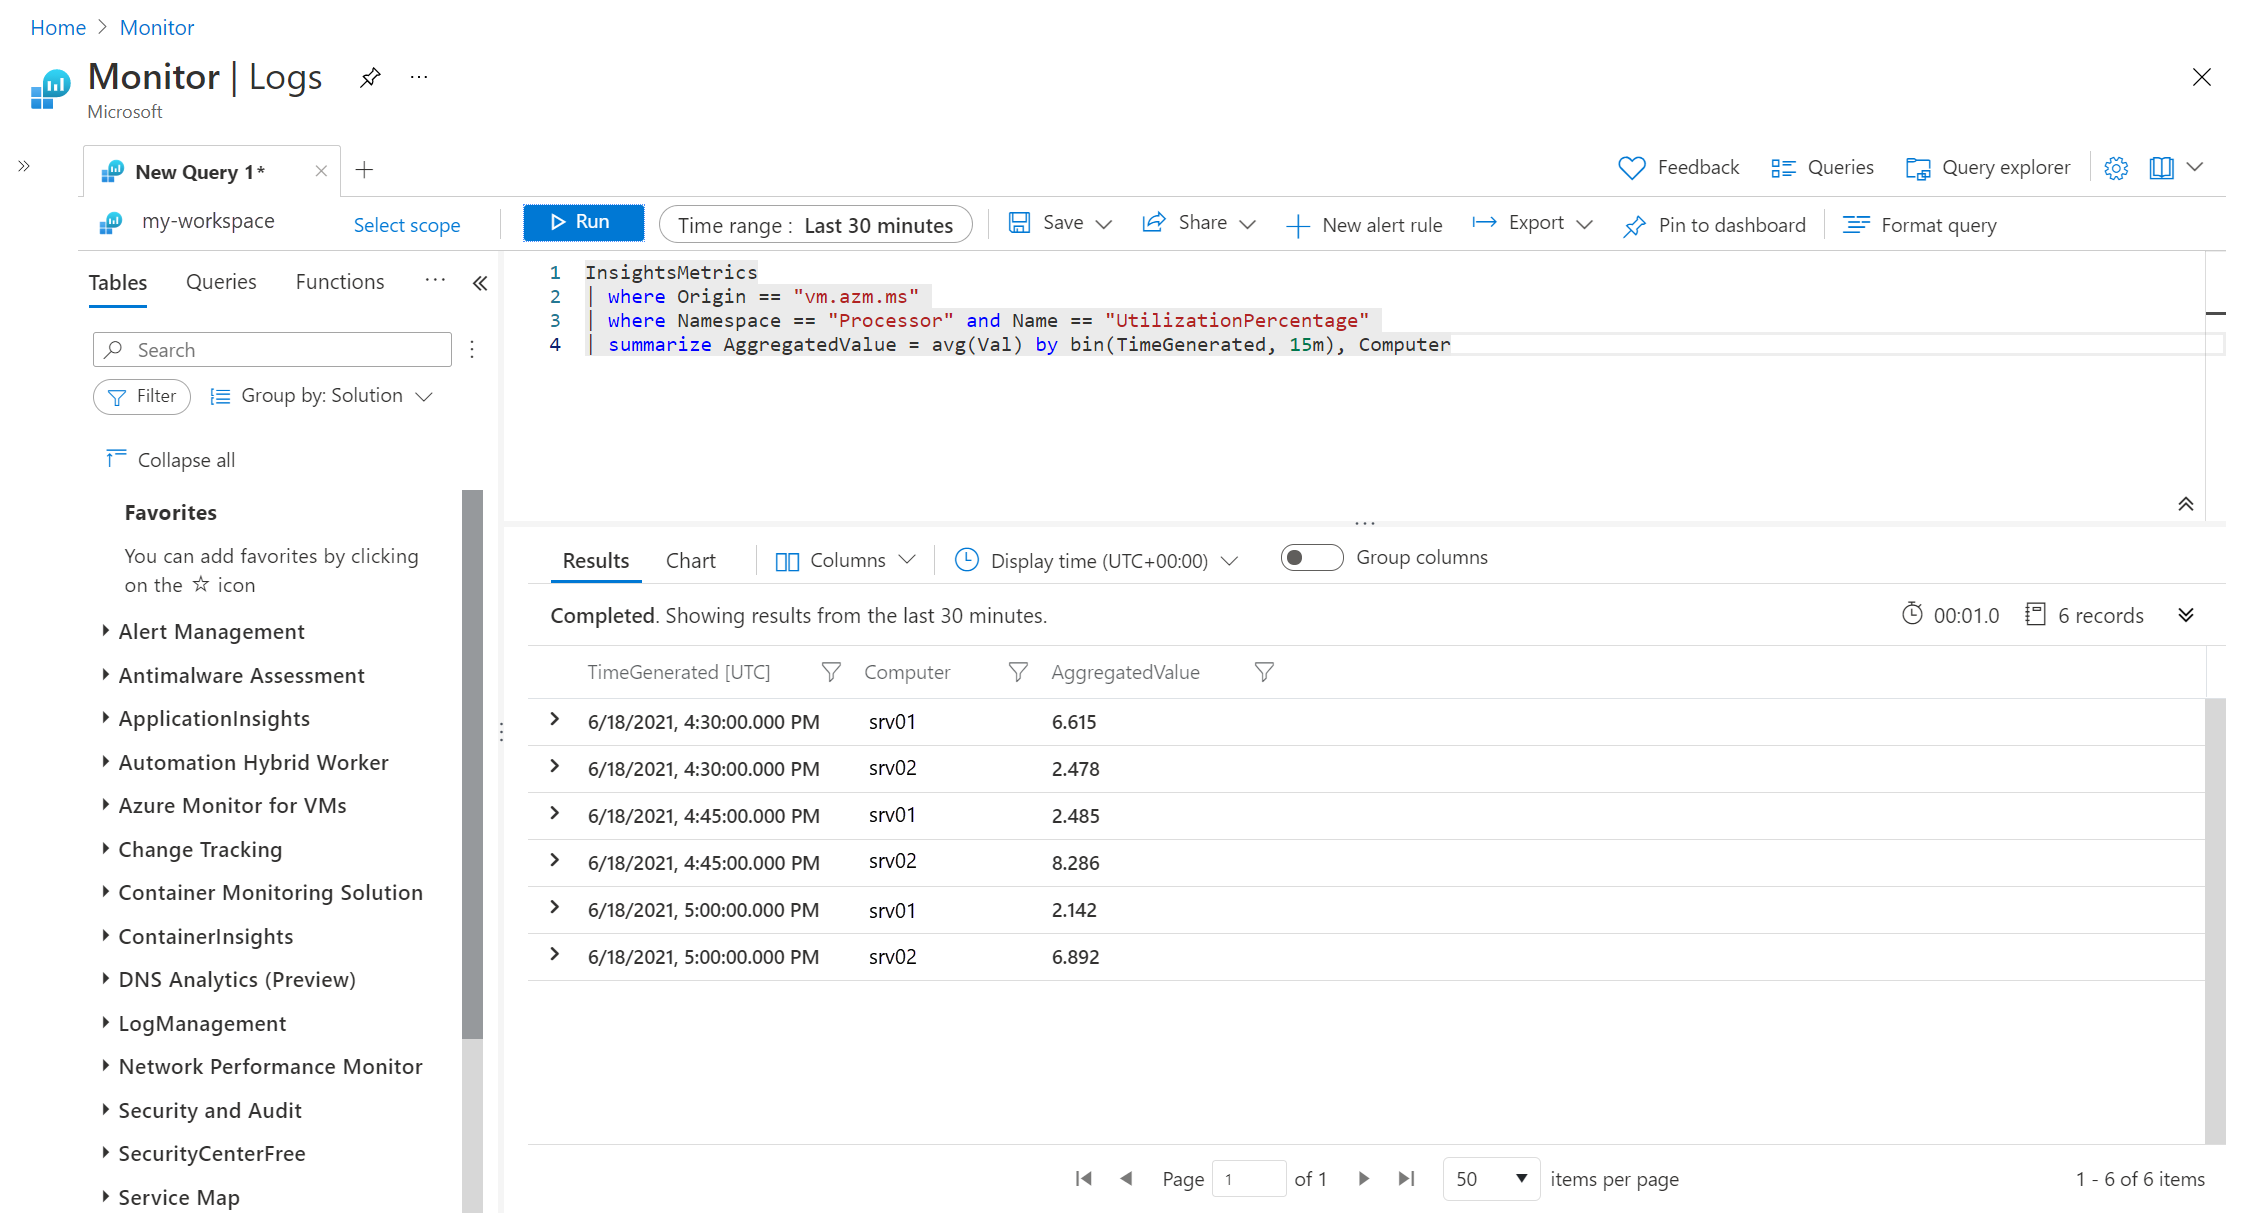 Home > Monitor
Monitor | Logs ...
Microsoft
New Query 1*
Feedback Queries Query explorer
my-workspace Select scope Run Time range : Last 30 minutes Save Share New alert rule Export Pin to dashboard Format query
Tables Queries Functions ...
Search
Filter Group by: Solution
Collapse all
Favorites
You can add favorites by clicking
on the ☆ icon
Alert Management
Antimalware Assessment
ApplicationInsights
Automation Hybrid Worker
Azure Monitor for VMs
Change Tracking
Container Monitoring Solution
ContainerInsights
DNS Analytics (Preview)
LogManagement
Network Performance Monitor
Security and Audit
SecurityCenterFree
Service Map
1 InsightsMetrics
2 | where Origin == "vm.azm.ms"
3 | where Namespace == "Processor" and Name == "UtilizationPercentage"
4 | summarize AggregatedValue = avg(Val) by bin(TimeGenerated, 15m), Computer
Results Chart Columns Display time (UTC+00:00) Group columns
Completed. Showing results from the last 30 minutes. 00:01.0 6 records
TimeGenerated [UTC] Computer AggregatedValue
6/18/2021, 4:30:00.000 PM srv01 6.615
6/18/2021, 4:30:00.000 PM srv02 2.478
6/18/2021, 4:45:00.000 PM srv01 2.485
6/18/2021, 4:45:00.000 PM srv02 8.286
6/18/2021, 5:00:00.000 PM srv01 2.142
6/18/2021, 5:00:00.000 PM srv02 6.892
Page 1 of 1 50 items per page 1 - 6 of 6 items